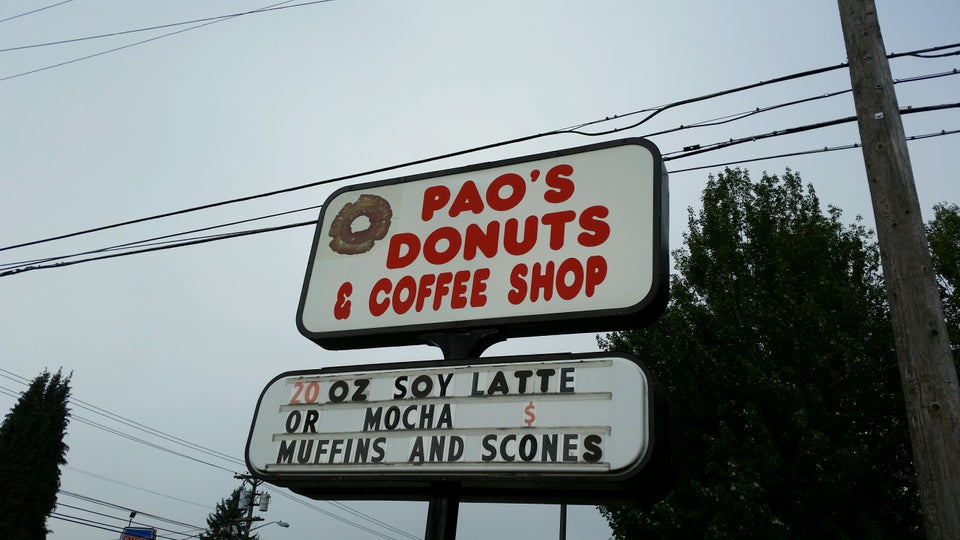 PAO'S
DONUTS
& COFFEE SHOP
20 OZ SOY LATTE
OR MOCHA $
MUFFINS AND SCONES